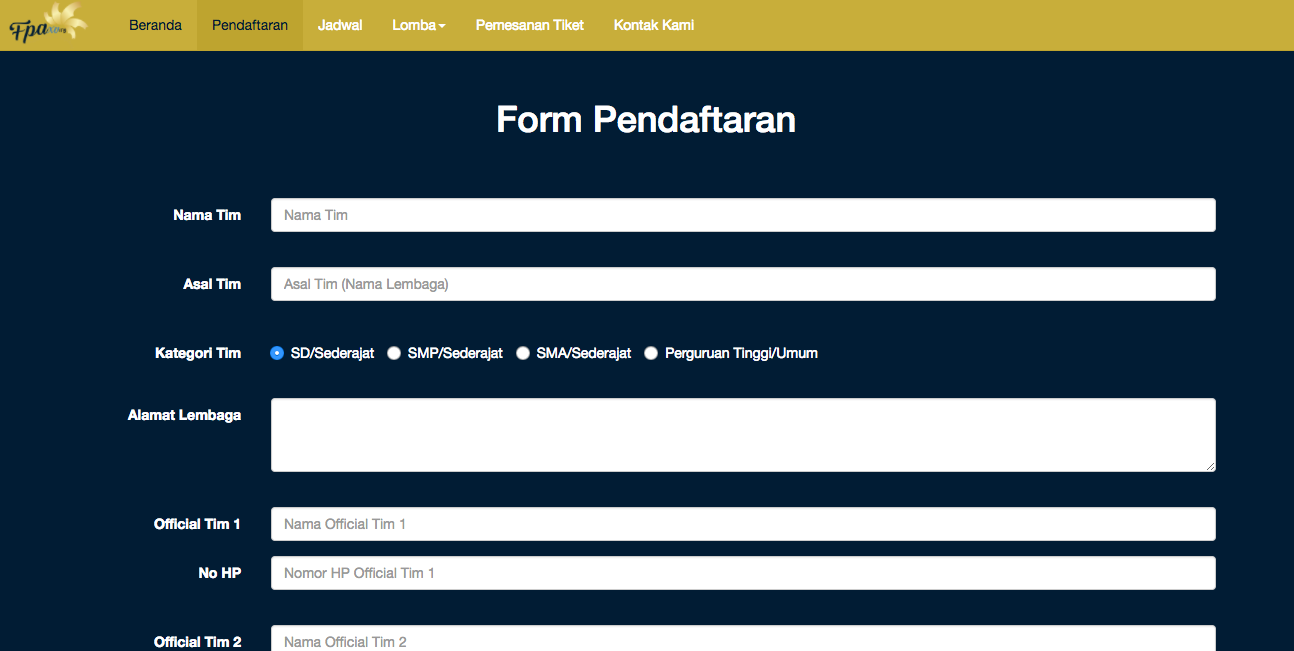 Fpa
Beranda Pendaftaran Jadwal Lomba Pemesanan Tiket Kontak Kami
Form Pendaftaran
Nama Tim Nama Tim
Asal Tim Asal Tim (Nama Lembaga)
Kategori Tim SD/Sederajat SMP/Sederajat SMA/Sederajat Perguruan Tinggi/Umum
Alamat Lembaga
Official Tim 1 Nama Official Tim 1
No HP Nomor HP Official Tim 1
Official Tim 2 Nama Official Tim 2